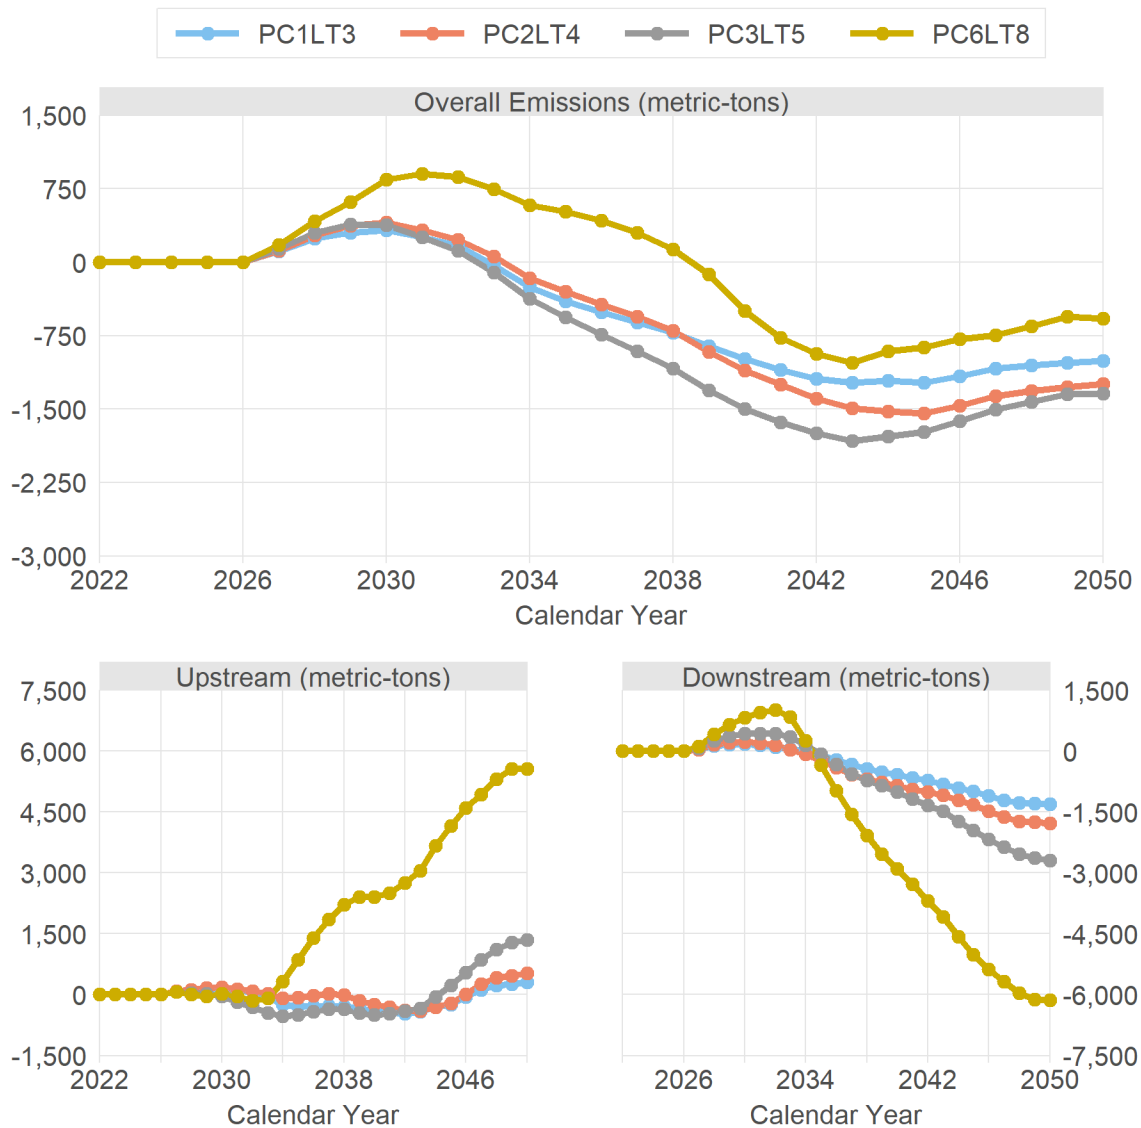 PC1LT3 PC2LT4 PC3LT5 PC6LT8
Overall Emissions (metric-tons)
1,500
750
0
-750
-1,500
-2,250
-3,000
2022 2026 2030 2034 2038 2042 2046 2050
Calendar Year
Upstream (metric-tons)
7,500
6,000
4,500
3,000
1,500
0
-1,500
2022 2030 2038 2046
Calendar Year
Downstream (metric-tons)
1,500
0
-1,500
-3,000
-4,500
-6,000
-7,500
2026 2034 2042 2050
Calendar Year